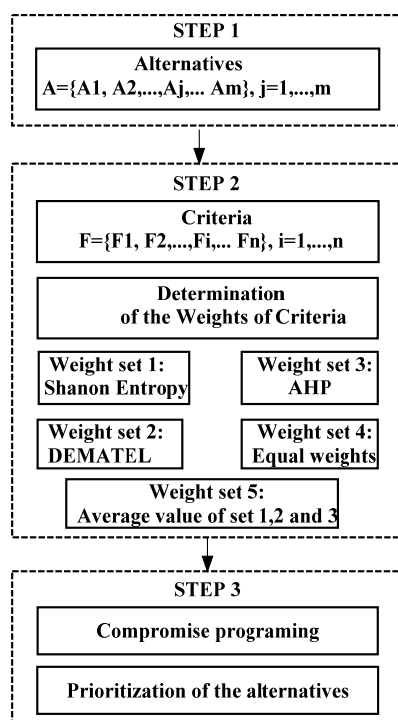 STEP 1
Alternatives
A={A1, A2,...,Aj,... Am}, j=1,...,m
STEP 2
Criteria
F={F1, F2,...,Fi,... Fn}, i=1,...,n
Determination
of the Weights of Criteria
Weight set 1:
Shanon Entropy
Weight set 3:
AHP
Weight set 2:
DEMATEL
Weight set 4:
Equal weights
Weight set 5:
Average value of set 1,2 and 3
STEP 3
Compromise programing
Prioritization of the alternatives